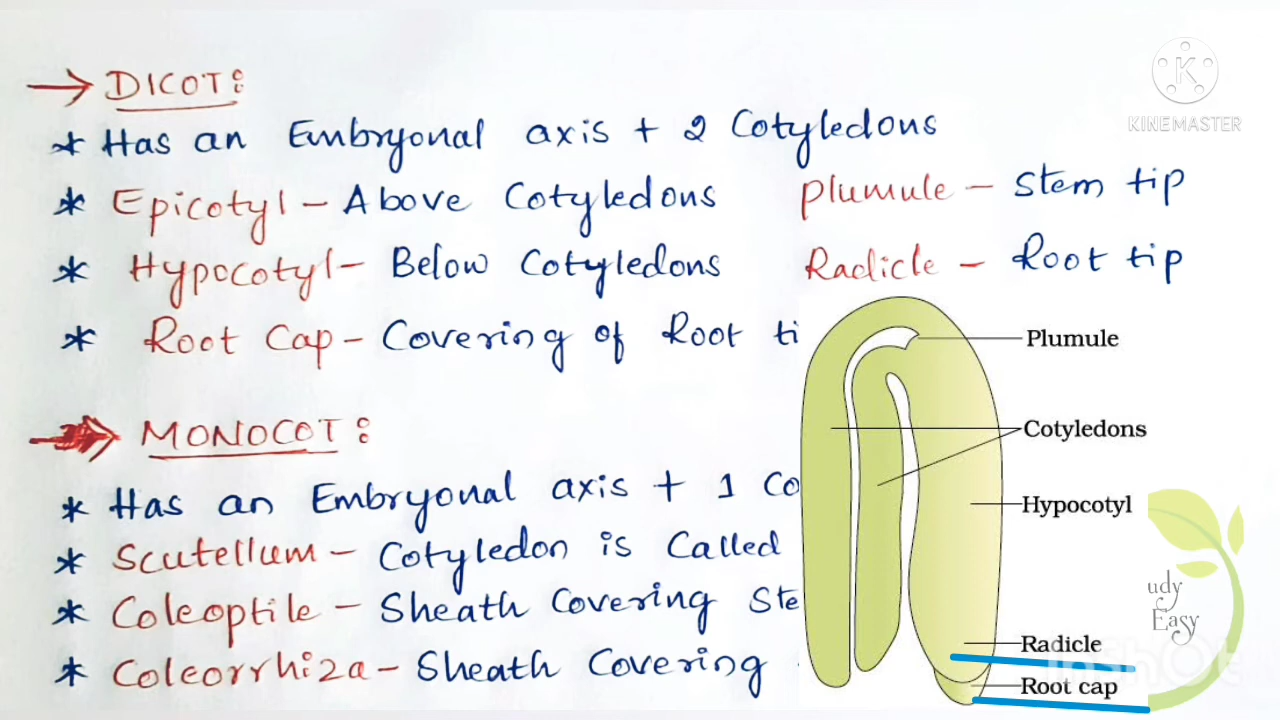 → DICOT:
* Has an Embryonal axis + 2 Cotyledons
* Epicotyl - Above Cotyledons Plumule - Stem tip
* Hypocotyl - Below Cotyledons Radicle - Root tip
* Root Cap - Covering of Root ti
→ MONOCOT:
* Has an Embryonal axis + 1 Co
* Scutellum - Cotyledon is Called
* Coleoptile - Sheath Covering Ste
* Coleorrhiza - Sheath Covering
Plumule
Cotyledons
Hypocotyl
Radicle
Root cap
K
KINEMASTER
udy
Easy
InShOt